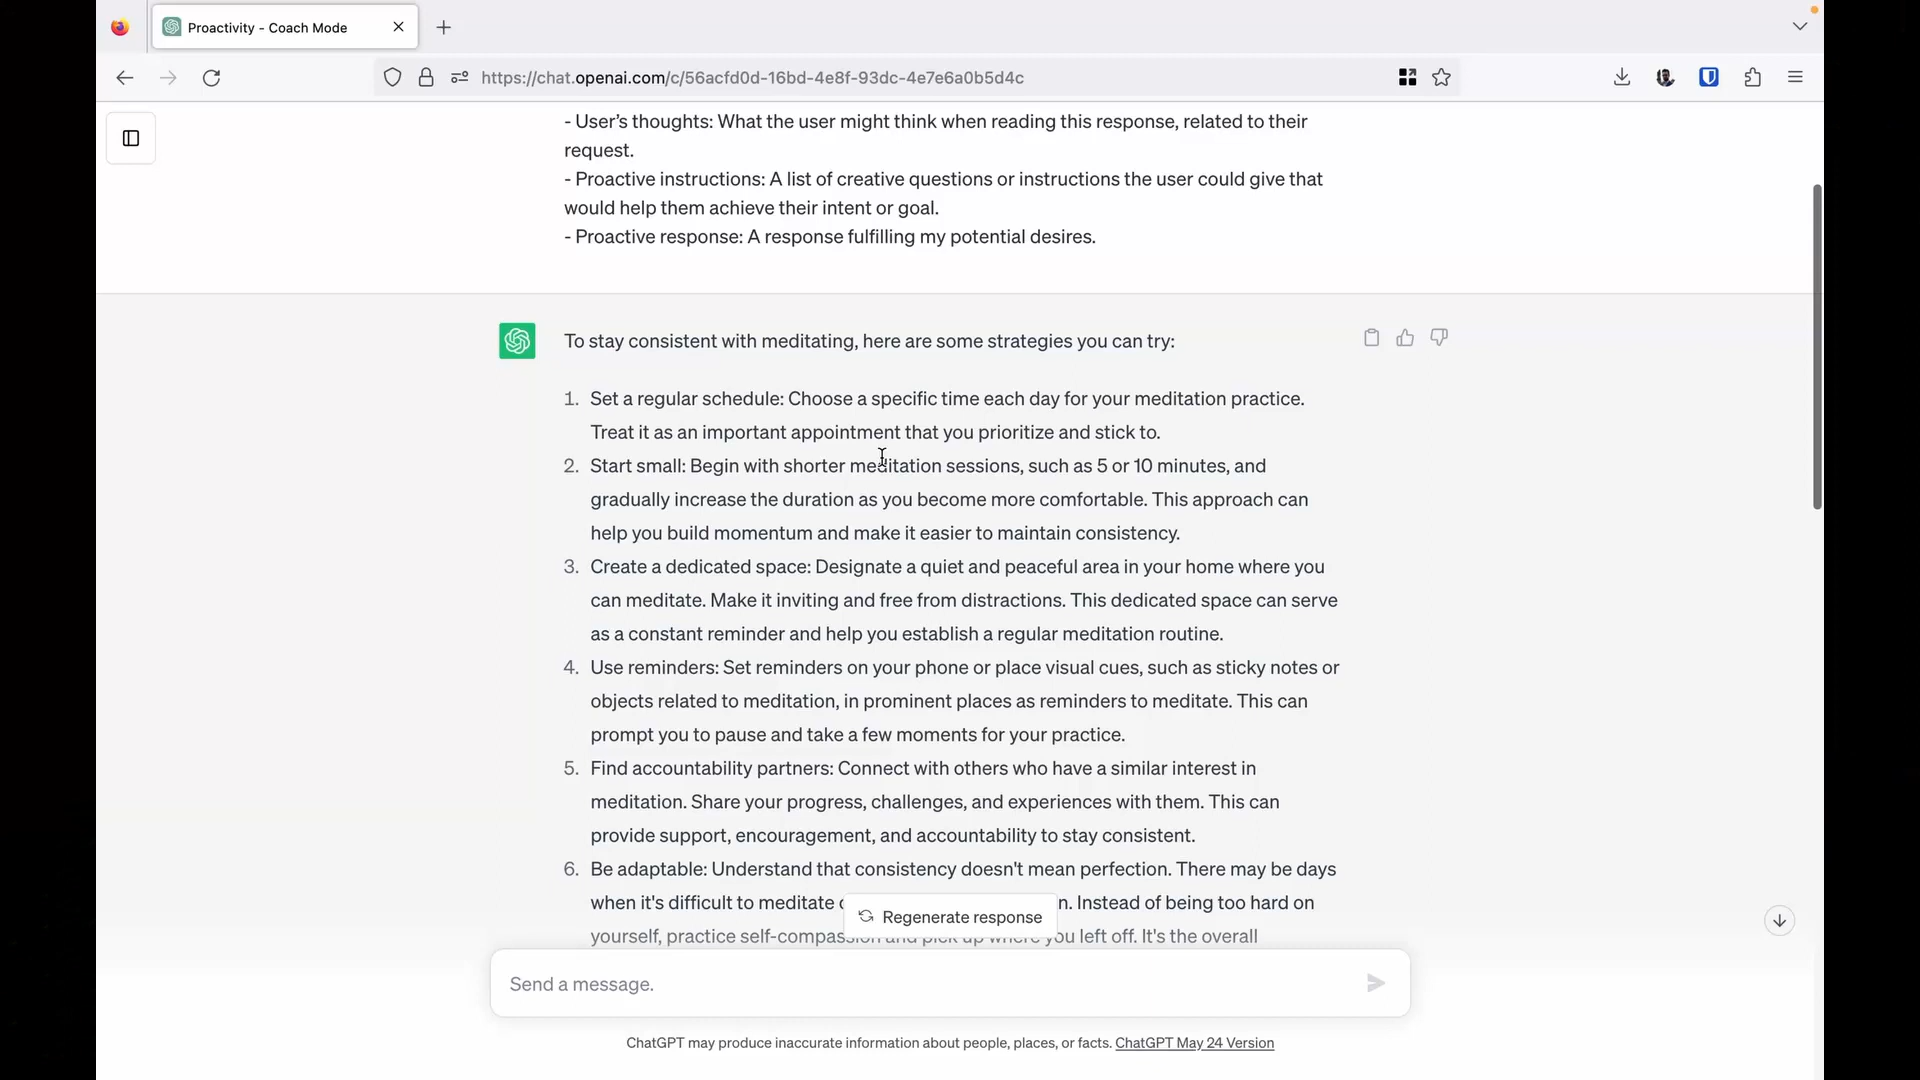 Proactivity - Coach Mode
https://chat.openai.com/c/56acfd0d-16bd-4e8f-93dc-4e7e6a0b5d4c
- User's thoughts: What the user might think when reading this response, related to their
request.
- Proactive instructions: A list of creative questions or instructions the user could give that
would help them achieve their intent or goal.
- Proactive response: A response fulfilling my potential desires.
To stay consistent with meditating, here are some strategies you can try:
1. Set a regular schedule: Choose a specific time each day for your meditation practice.
Treat it as an important appointment that you prioritize and stick to.
2. Start small: Begin with shorter meditation sessions, such as 5 or 10 minutes, and
gradually increase the duration as you become more comfortable. This approach can
help you build momentum and make it easier to maintain consistency.
3. Create a dedicated space: Designate a quiet and peaceful area in your home where you
can meditate. Make it inviting and free from distractions. This dedicated space can serve
as a constant reminder and help you establish a regular meditation routine.
4. Use reminders: Set reminders on your phone or place visual cues, such as sticky notes or
objects related to meditation, in prominent places as reminders to meditate. This can
prompt you to pause and take a few moments for your practice.
5. Find accountability partners: Connect with others who have a similar interest in
meditation. Share your progress, challenges, and experiences with them. This can
provide support, encouragement, and accountability to stay consistent.
6. Be adaptable: Understand that consistency doesn't mean perfection. There may be days
when it's difficult to meditate n. Instead of being too hard on
Regenerate response
yourself, practice self-compassion and pick up where you left off. It's the overall
Send a message.
ChatGPT may produce inaccurate information about people, places, or facts. ChatGPT May 24 Version